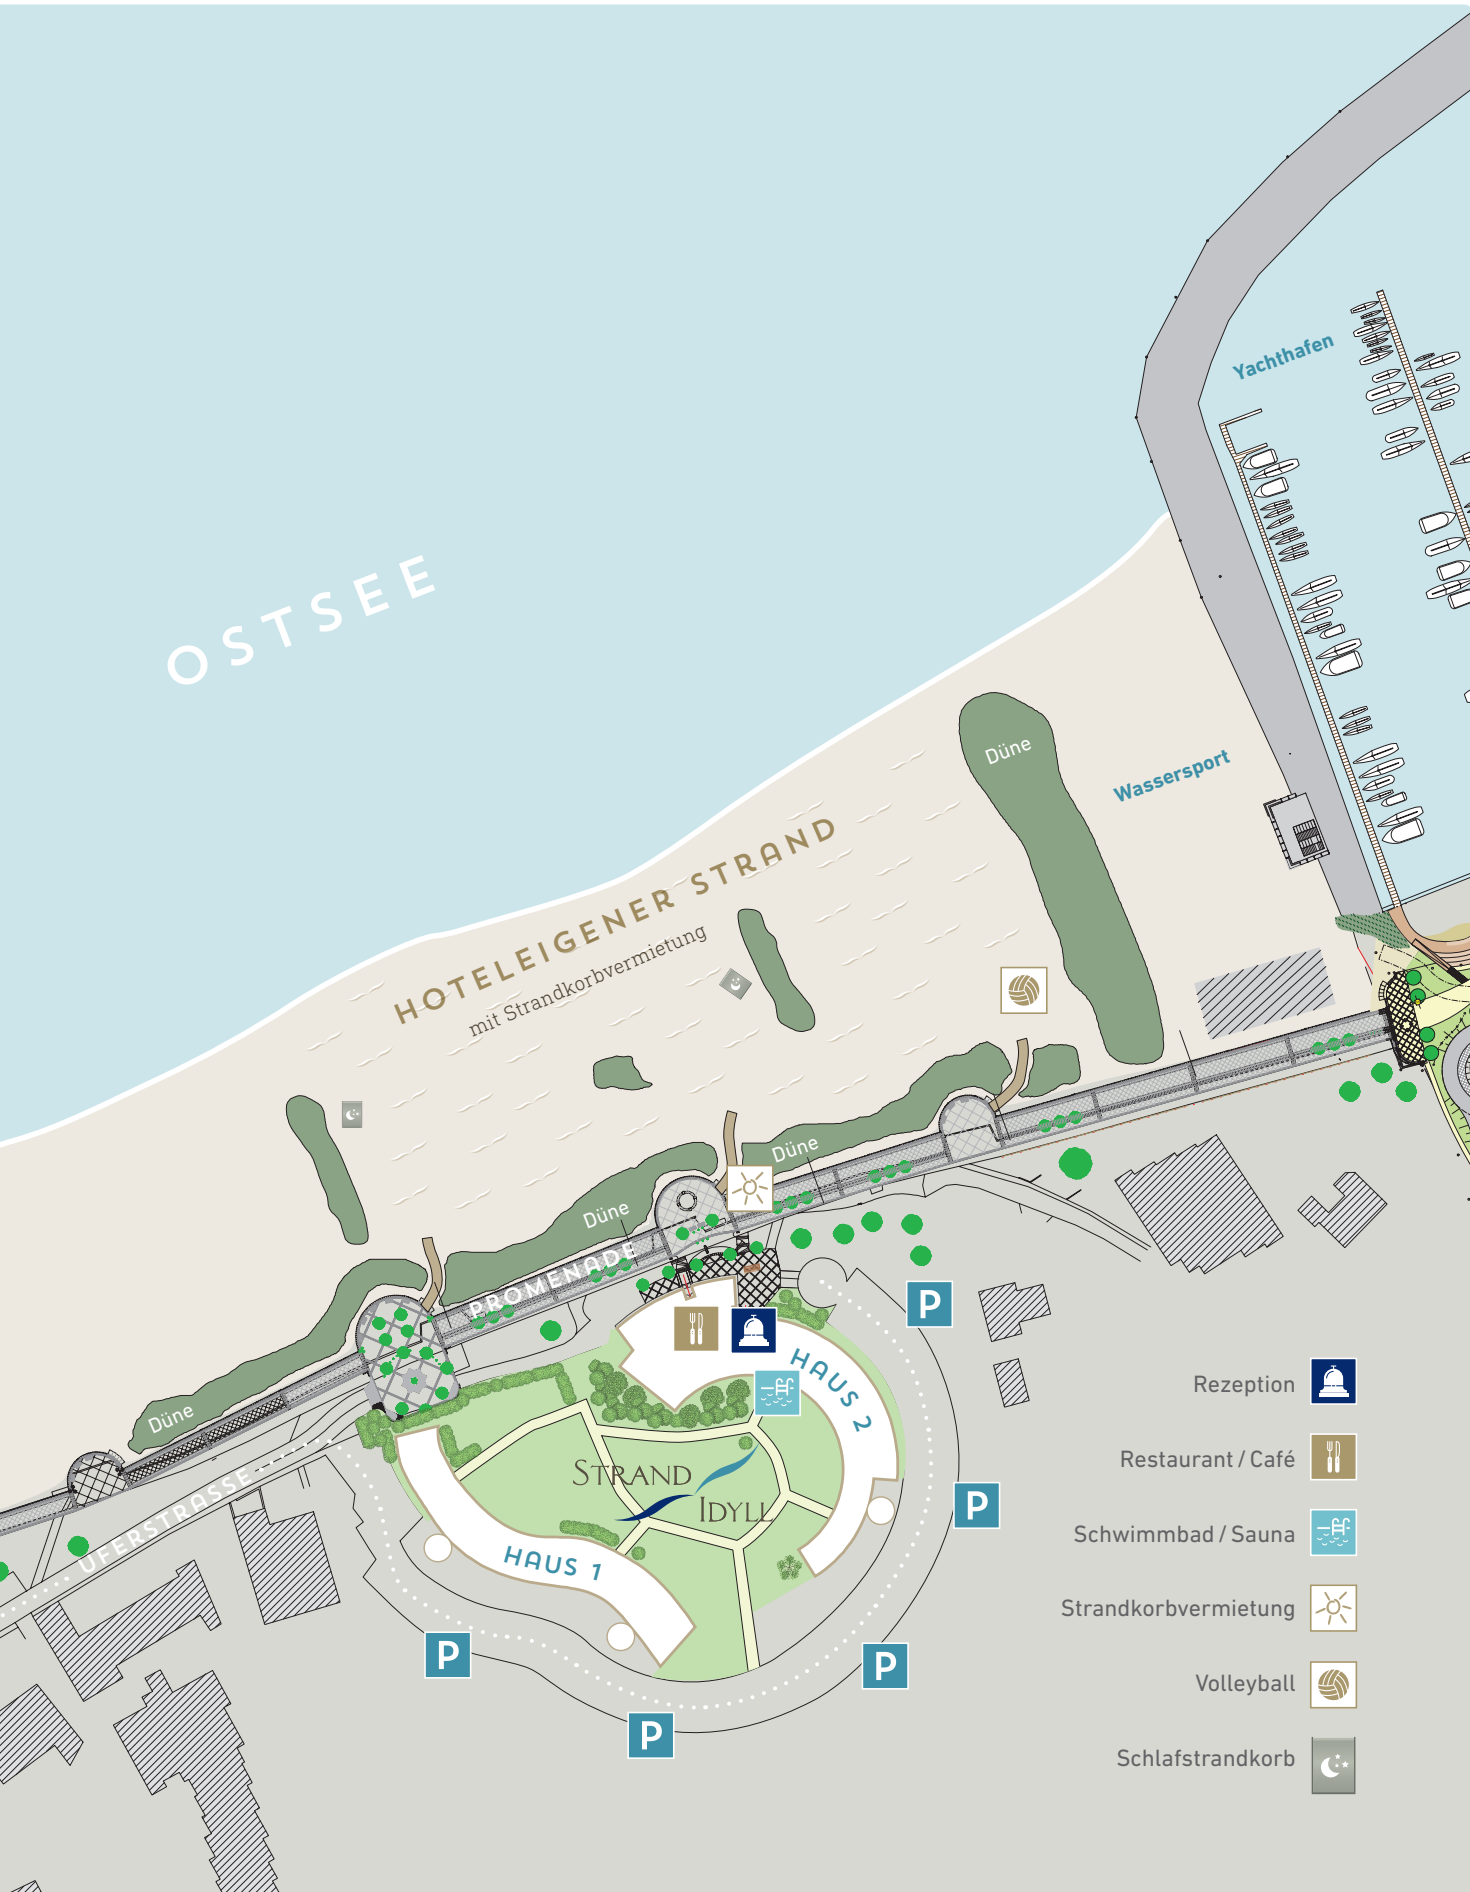 Yachthafen
OSTSEE
Düne
Wassersport
HOTELEIGENER STRAND
mit Strandkorbvermietung
Düne
Düne
PROMENADE
P
HAUS 2
Düne
Rezeption
UFERSTRASSE
STRAND
IDYLL
Restaurant / Café
P
Schwimmbad / Sauna
HAUS 1
Strandkorbvermietung
P
P
Volleyball
P
Schlafstrandkorb